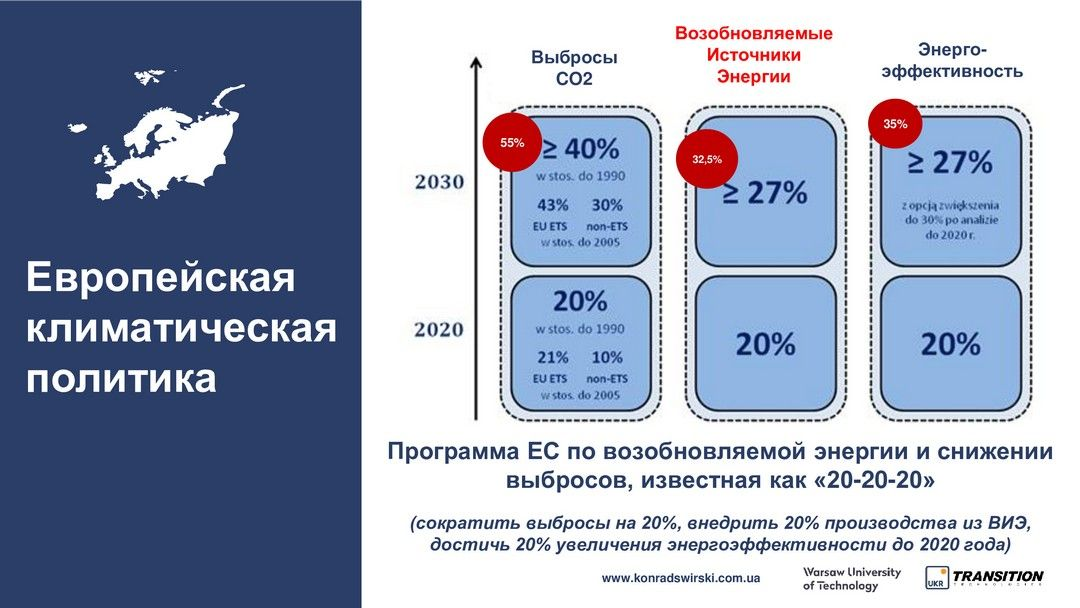 Европейская
климатическая
политика
Выбросы
CO2
Возобновляемые
Источники
Энергии
Энерго-
эффективность
2030
55%
≥ 40%
w stos. do 1990
43% 30%
EU ETS non-ETS
w stos. do 2005
32,5%
≥ 27%
35%
≥ 27%
z opcją zwiększenia
do 30% po analizie
do 2020 r.
2020
20%
w stos. do 1990
21% 10%
EU ETS non-ETS
w stos. do 2005
20%
20%
Программа ЕС по возобновляемой энергии и снижении
выбросов, известная как «20-20-20»
(сократить выбросы на 20%, внедрить 20% производства из ВИЭ,
достичь 20% увеличения энергоэффективности до 2020 года)
www.konradswirski.com.ua
Warsaw University
of Technology
UKR
TRANSITION
TECHNOLOGIES